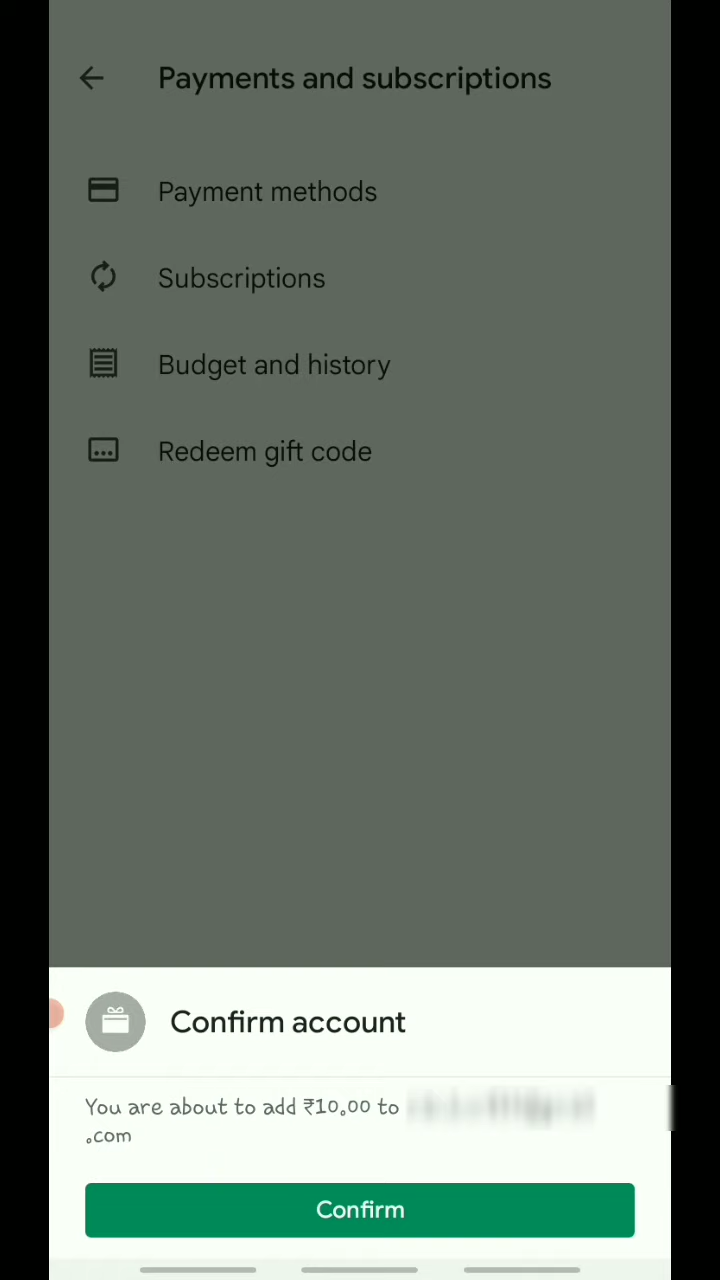 Payments and subscriptions
Payment methods
Subscriptions
Budget and history
Redeem gift code
Confirm account
You are about to add ₹10.00 to
.com
Confirm